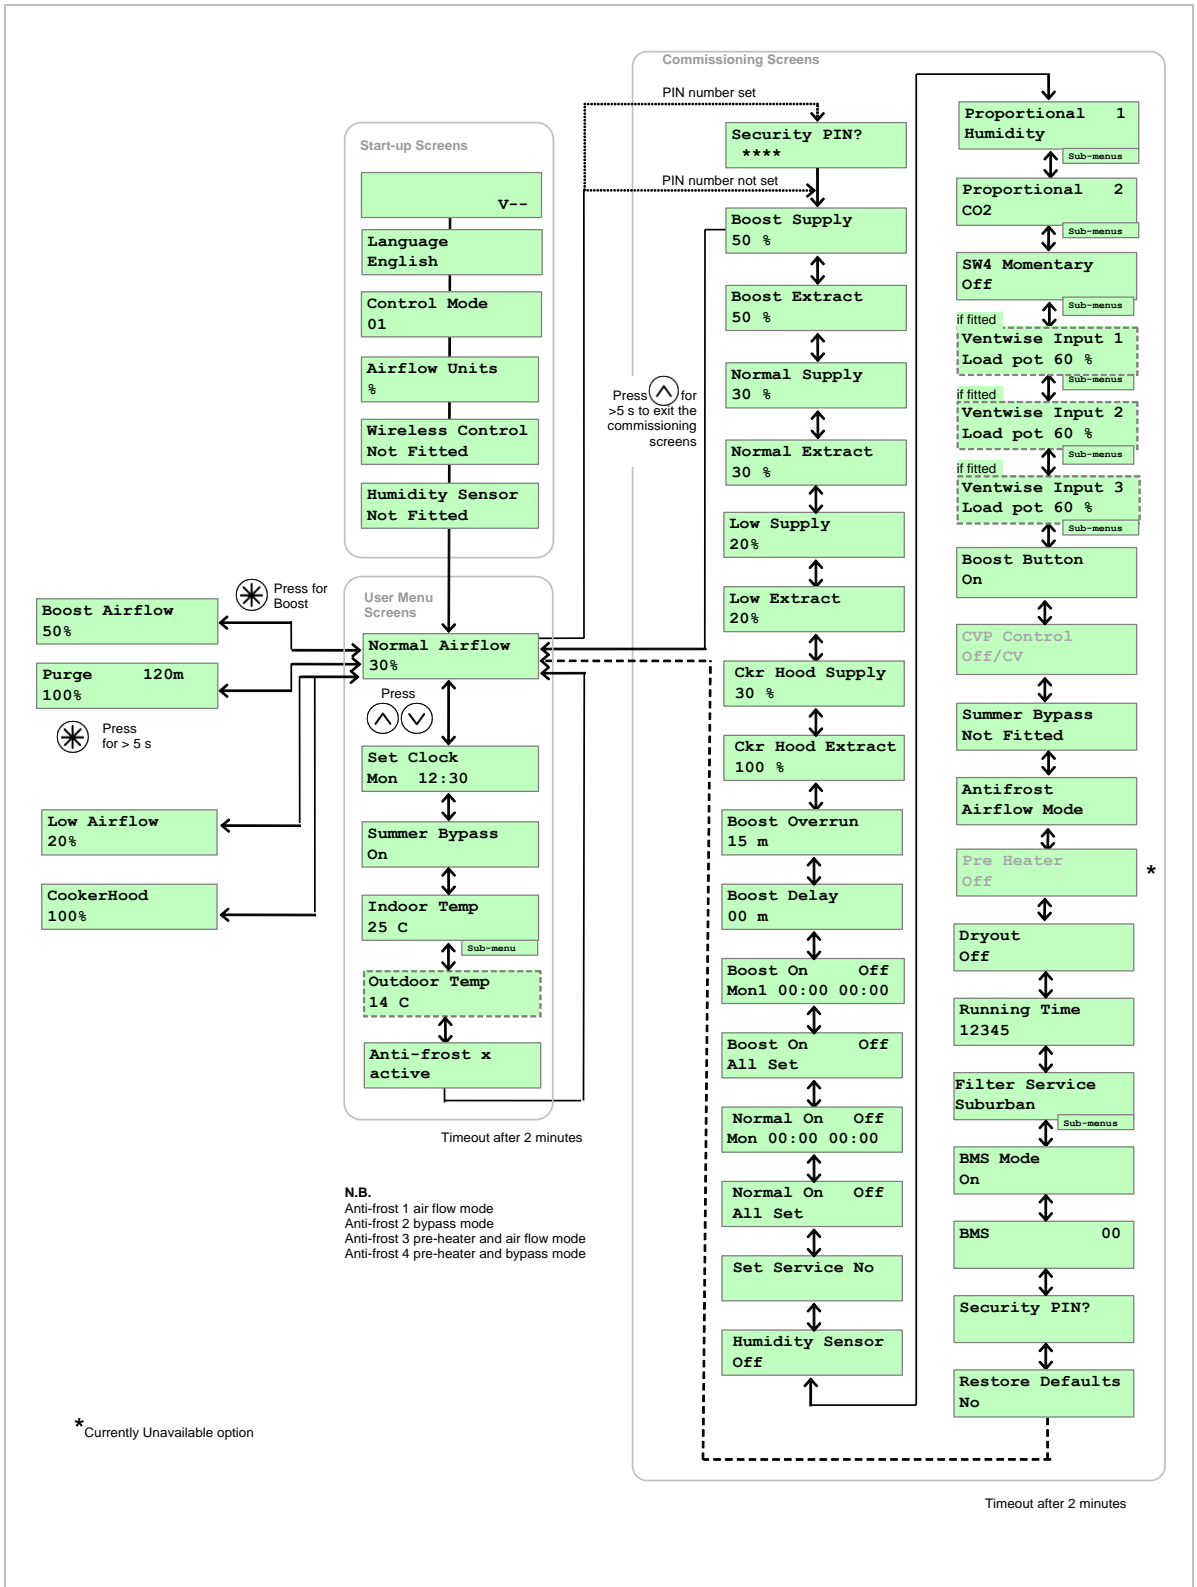 Commissioning Screens
PIN number set
Security PIN?
****
PIN number not set
Boost Supply
50 %
Boost Extract
50 %
Normal Supply
30 %
Press for
>5 s to exit the
commissioning
screens
Normal Extract
30 %
Low Supply
20%
Low Extract
20%
Ckr Hood Supply
30 %
Ckr Hood Extract
100 %
Boost Overrun
15 m
Boost Delay
00 m
Boost On Off
Mon1 00:00 00:00
Boost On Off
All Set
Normal On Off
Mon 00:00 00:00
Normal On Off
All Set
Set Service No
Humidity Sensor
Off
Proportional 1
Humidity
Sub-menus
Proportional 2
CO2
Sub-menus
SW4 Momentary
Off
Sub-menus
if fitted
Ventwise Input 1
Load pot 60 %
Sub-menus
if fitted
Ventwise Input 2
Load pot 60 %
Sub-menus
if fitted
Ventwise Input 3
Load pot 60 %
Sub-menus
Boost Button
On
CVP Control
Off/CV
Summer Bypass
Not Fitted
Antifrost
Airflow Mode
Pre Heater
Off
*
Dryout
Off
Running Time
12345
Filter Service
Suburban
Sub-menus
BMS Mode
On
BMS 00
Security PIN?
Restore Defaults
No
Timeout after 2 minutes
Start-up Screens
V--
Language
English
Control Mode
01
Airflow Units
%
Wireless Control
Not Fitted
Humidity Sensor
Not Fitted
User Menu
Screens
Normal Airflow
30%
Press
Set Clock
Mon 12:30
Summer Bypass
On
Indoor Temp
25 C
Sub-menu
Outdoor Temp
14 C
Anti-frost x
active
Timeout after 2 minutes
Press for
Boost
Boost Airflow
50%
Purge 120m
100%
Press
for > 5 s
Low Airflow
20%
CookerHood
100%
N.B.
Anti-frost 1 air flow mode
Anti-frost 2 bypass mode
Anti-frost 3 pre-heater and air flow mode
Anti-frost 4 pre-heater and bypass mode
*Currently Unavailable option